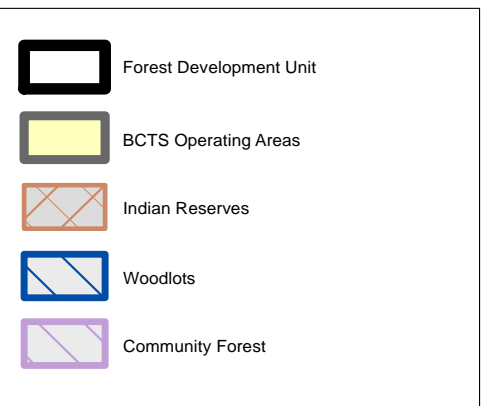 Forest Development Unit
BCTS Operating Areas
Indian Reserves
Woodlots
Community Forest